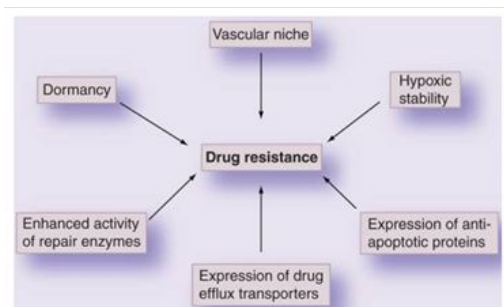 Vascular niche
Dormancy
Hypoxic
stability
Drug resistance
Enhanced activity
of repair enzymes
Expression of anti-
apoptotic proteins
Expression of drug
efflux transporters